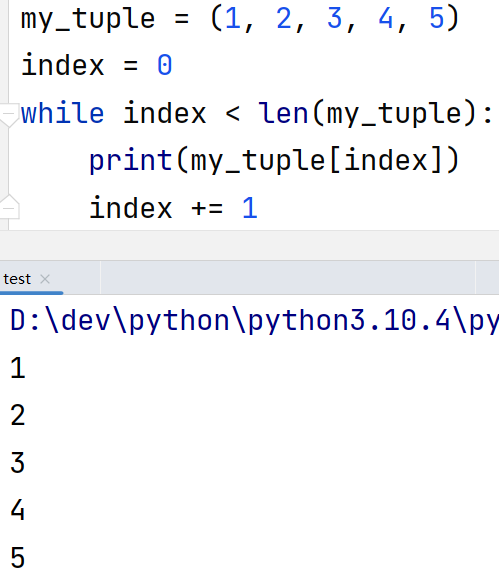 my_tuple = (1, 2, 3, 4, 5)
index = 0
while index < len(my_tuple):
    print(my_tuple[index])
    index += 1
test
D:\dev\python\python3.10.4\py
1
2
3
4
5